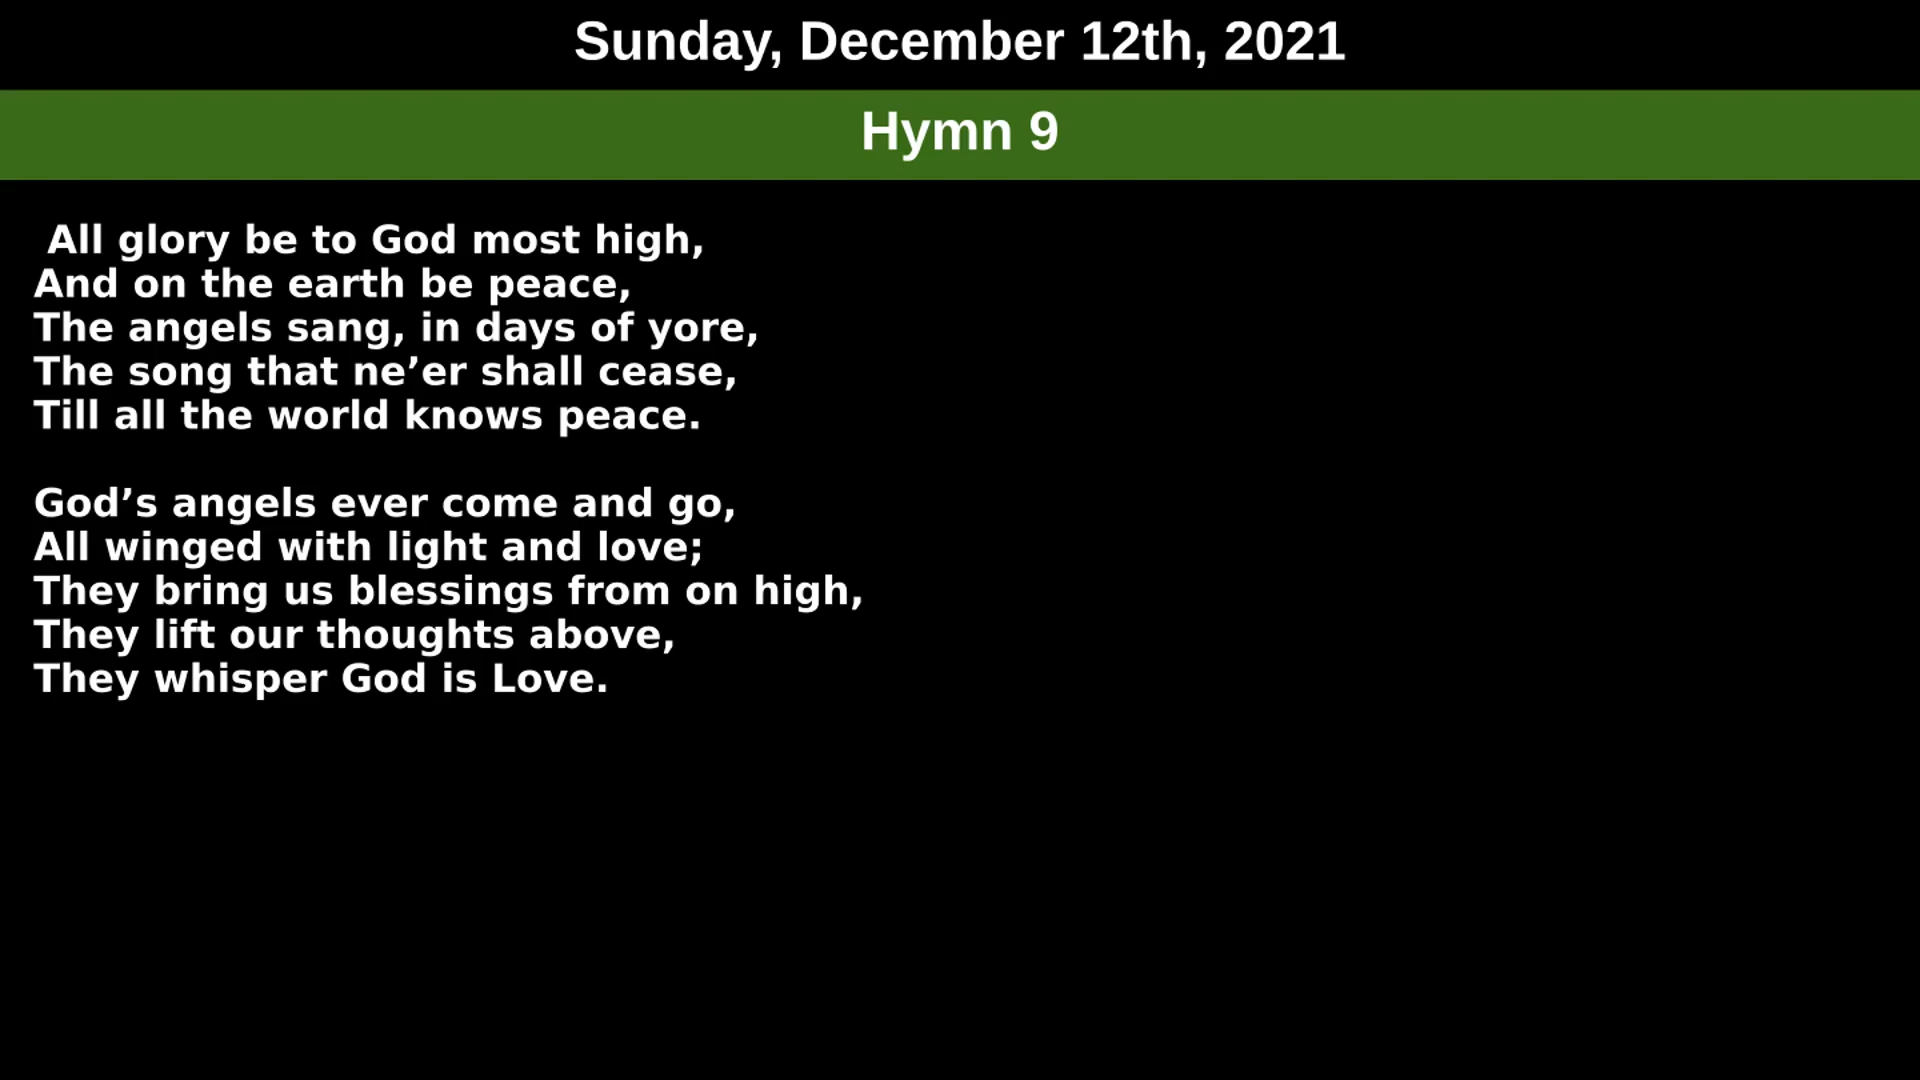 Sunday, December 12th, 2021
Hymn 9
All glory be to God most high,
And on the earth be peace,
The angels sang, in days of yore,
The song that ne’er shall cease,
Till all the world knows peace.
God’s angels ever come and go,
All winged with light and love;
They bring us blessings from on high,
They lift our thoughts above,
They whisper God is Love.